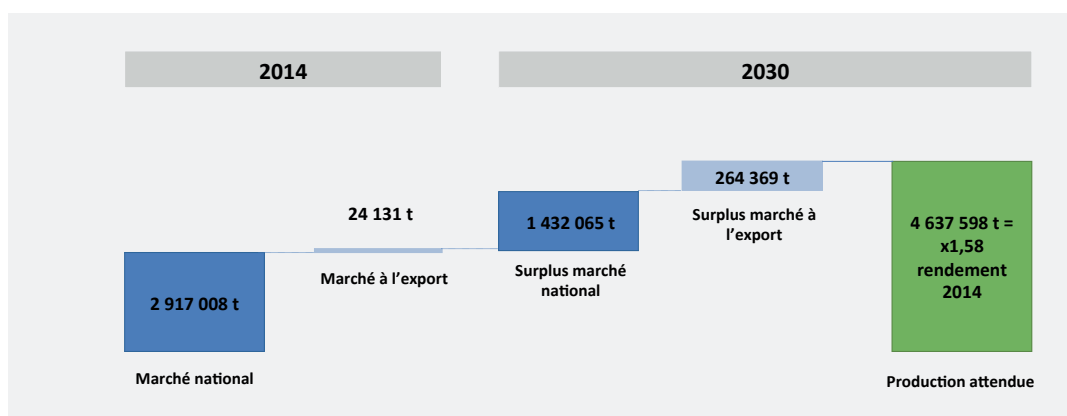 2014
2030
2 917 008 t
Marché national
24 131 t
Marché à l’export
1 432 065 t
Surplus marché
national
264 369 t
Surplus marché à
l’export
4 637 598 t =
x1,58
rendement
2014
Production attendue